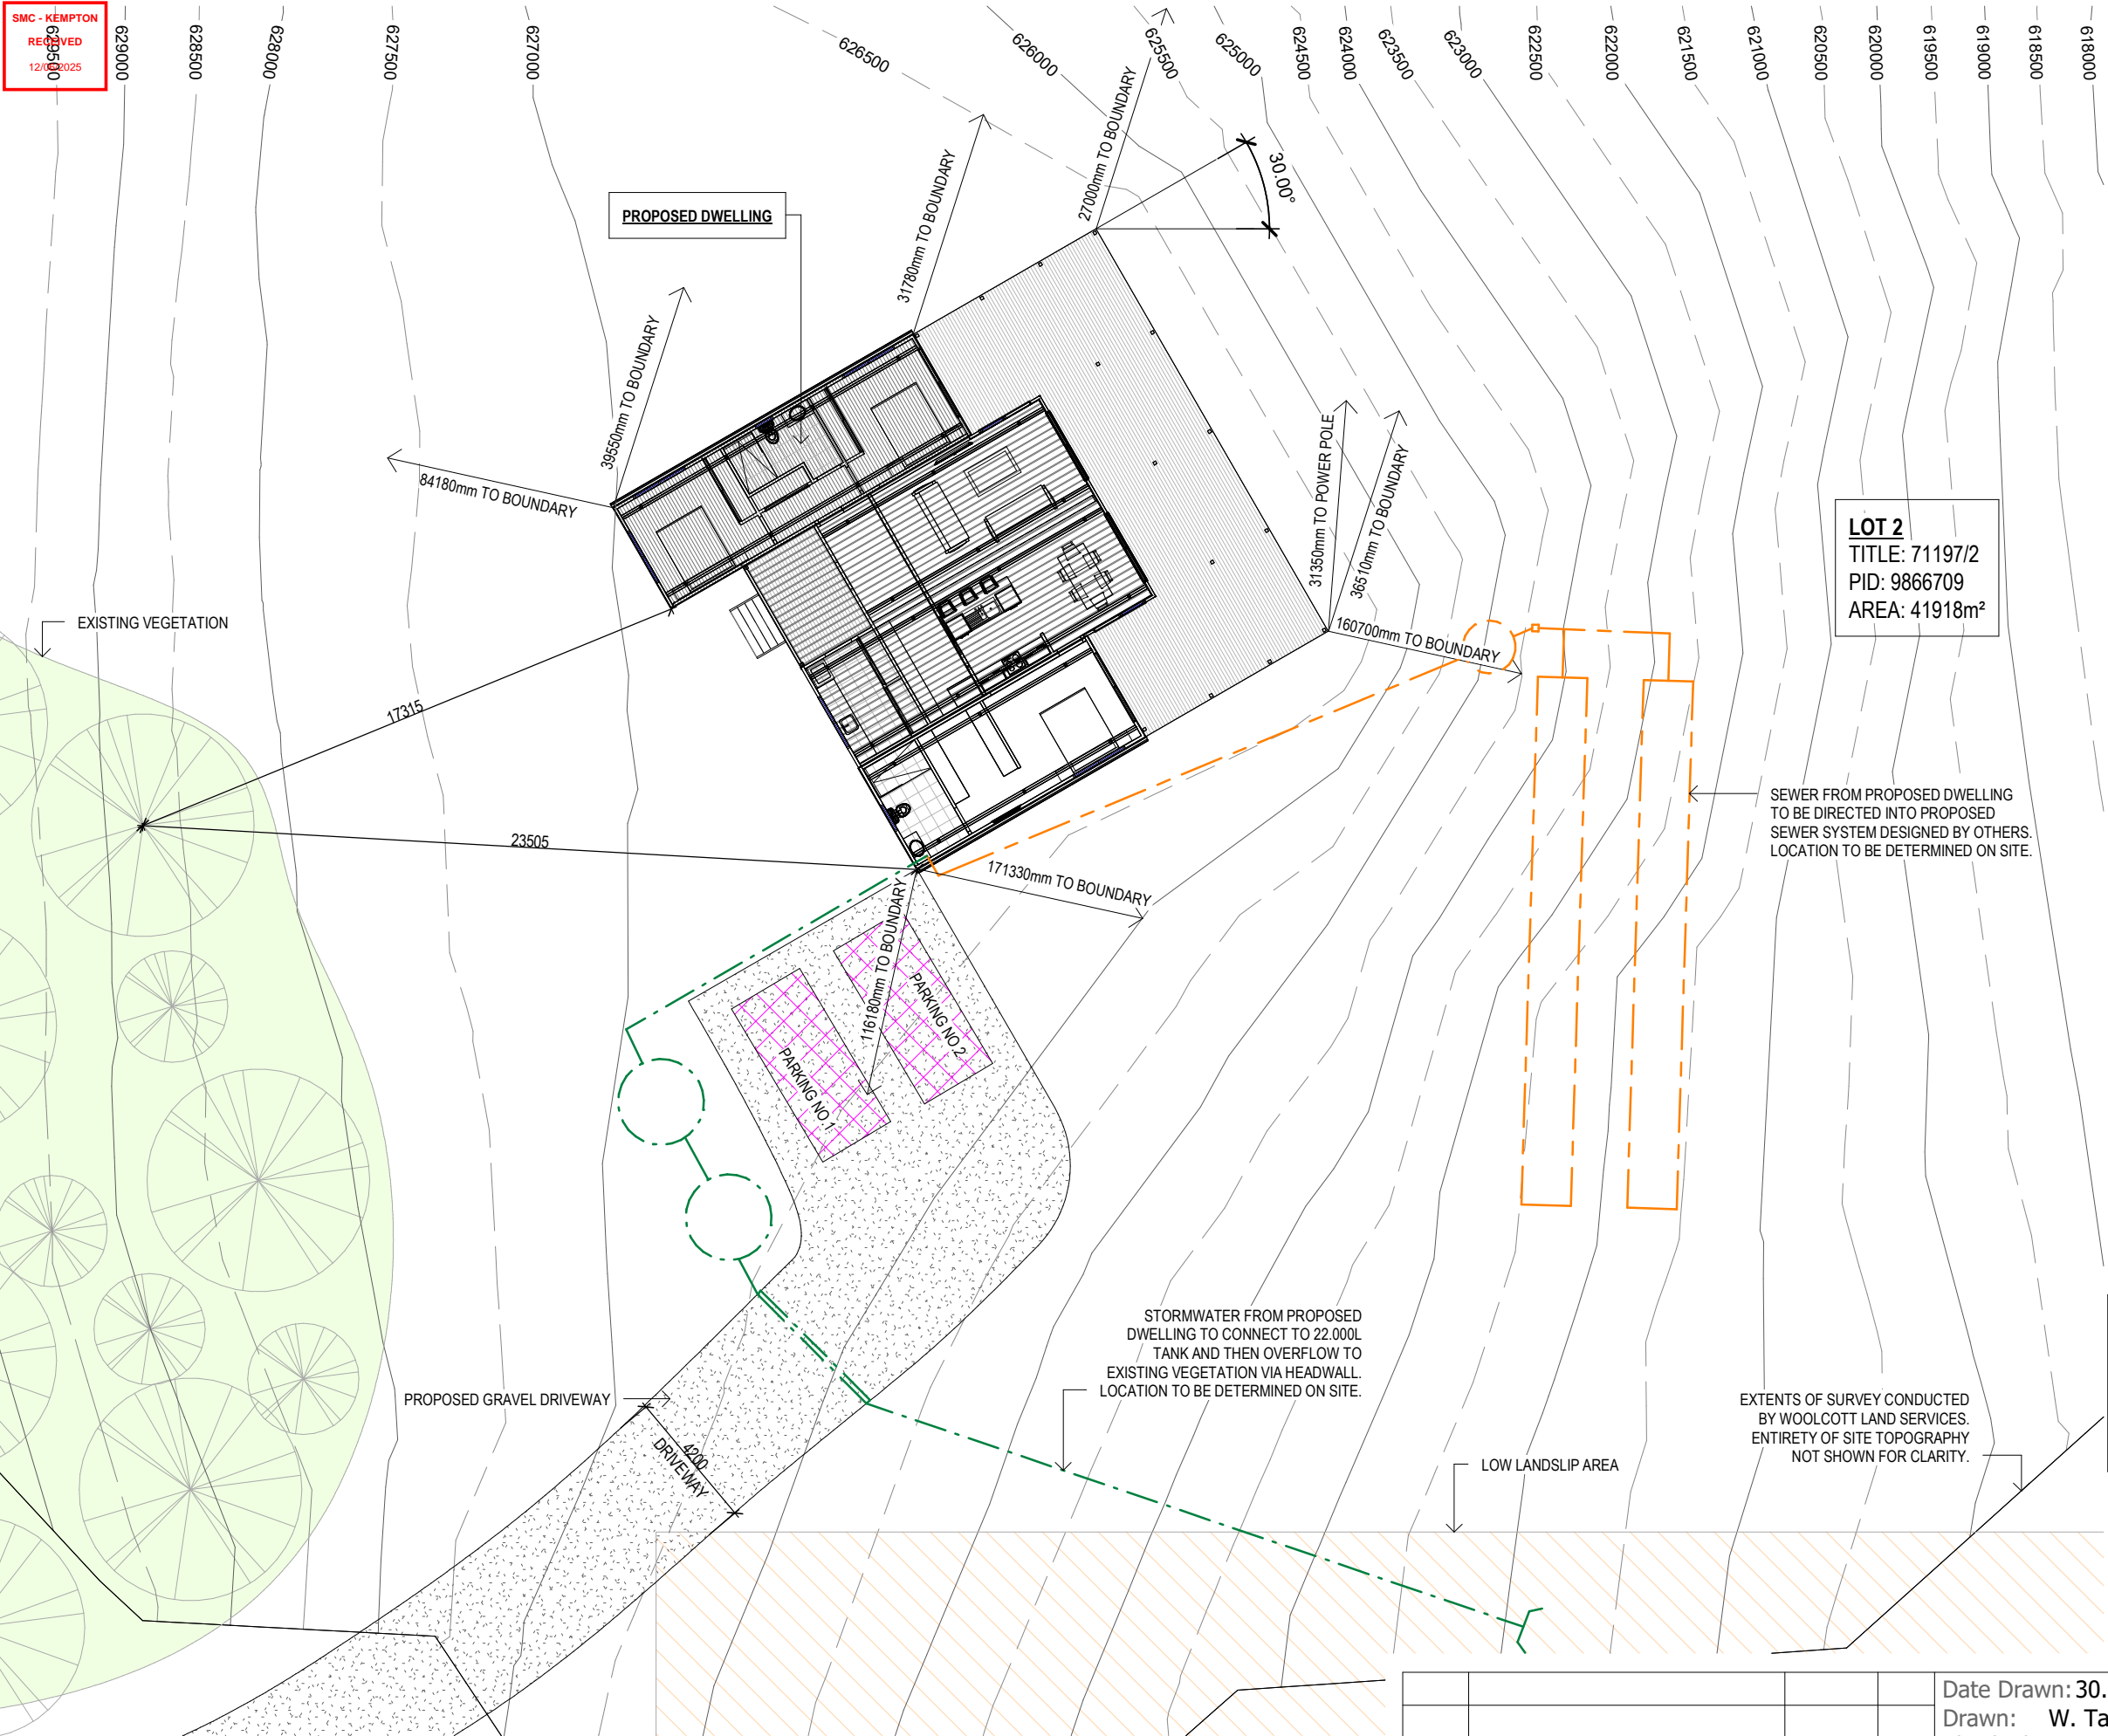 SMC - KEMPTON
RECEIVED
12/06/2025
629500
629000
628500
628000
627500
627000
626500
626000
625500
625000
624500
624000
623500
623000
622500
622000
621500
621000
620500
620000
619500
619000
618500
618000
27000mm TO BOUNDARY
30.00°
31780mm TO BOUNDARY
PROPOSED DWELLING
39550mm TO BOUNDARY
84180mm TO BOUNDARY
31350mm TO POWER POLE
36510mm TO BOUNDARY
160700mm TO BOUNDARY
LOT 2
TITLE: 71197/2
PID: 9866709
AREA: 41918m²
EXISTING VEGETATION
17315
23505
171330mm TO BOUNDARY
116180mm TO BOUNDARY
SEWER FROM PROPOSED DWELLING
TO BE DIRECTED INTO PROPOSED
SEWER SYSTEM DESIGNED BY OTHERS.
LOCATION TO BE DETERMINED ON SITE.
PARKING NO.2
PARKING NO.1
STORMWATER FROM PROPOSED
DWELLING TO CONNECT TO 22.000L
TANK AND THEN OVERFLOW TO
EXISTING VEGETATION VIA HEADWALL.
LOCATION TO BE DETERMINED ON SITE.
PROPOSED GRAVEL DRIVEWAY
4200
DRIVEWAY
EXTENTS OF SURVEY CONDUCTED
BY WOOLCOTT LAND SERVICES.
ENTIRETY OF SITE TOPOGRAPHY
NOT SHOWN FOR CLARITY.
LOW LANDSLIP AREA
Date Drawn: 30.
Drawn: W. Ta